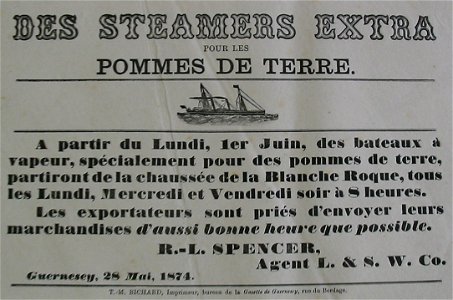 DES STEAMERS EXTRA
POUR LES
POMMES DE TERRE.
A partir du Lundi, 1er Juin, des bateaux à
vapeur, spécialement pour des pommes de terre,
partiront de la chaussée de la Blanche Roque, tous
les Lundi, Mercredi et Vendredi soir à 8 heures.
Les exportateurs sont priés d'envoyer leurs
marchandises d'aussi bonne heure que possible.
R.-L. SPENCER,
Agent L. & S. W. Co.
Guernesey, 28 Mai, 1874.
T.-M. BICHARD, Imprimeur, bureau de la Gazette de Guernesey, rue du Bordage.